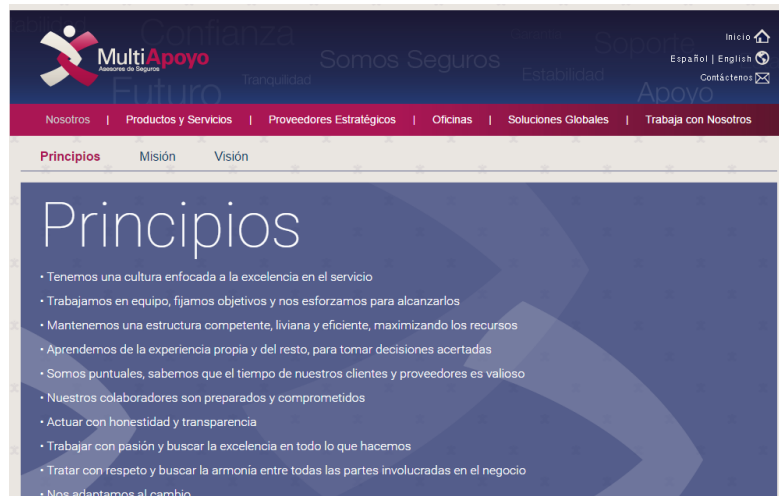 Confianza
Somos Seguros
Soporte
Tranquilidad
Estabilidad
Futuro
Apoyo
MultiApoyo
Asesores de Seguros
Inicio
Español | English
Contáctenos
Nosotros | Productos y Servicios | Proveedores Estratégicos | Oficinas | Soluciones Globales | Trabaja con Nosotros
Principios Misión Visión
Principios
• Tenemos una cultura enfocada a la excelencia en el servicio
• Trabajamos en equipo, fijamos objetivos y nos esforzamos para alcanzarlos
• Mantenemos una estructura competente, liviana y eficiente, maximizando los recursos
• Aprendemos de la experiencia propia y del resto, para tomar decisiones acertadas
• Somos puntuales, sabemos que el tiempo de nuestros clientes y proveedores es valioso
• Nuestros colaboradores son preparados y comprometidos
• Actuar con honestidad y transparencia
• Trabajar con pasión y buscar la excelencia en todo lo que hacemos
• Tratar con respeto y buscar la armonía entre todas las partes involucradas en el negocio
• Nos adaptamos al cambio